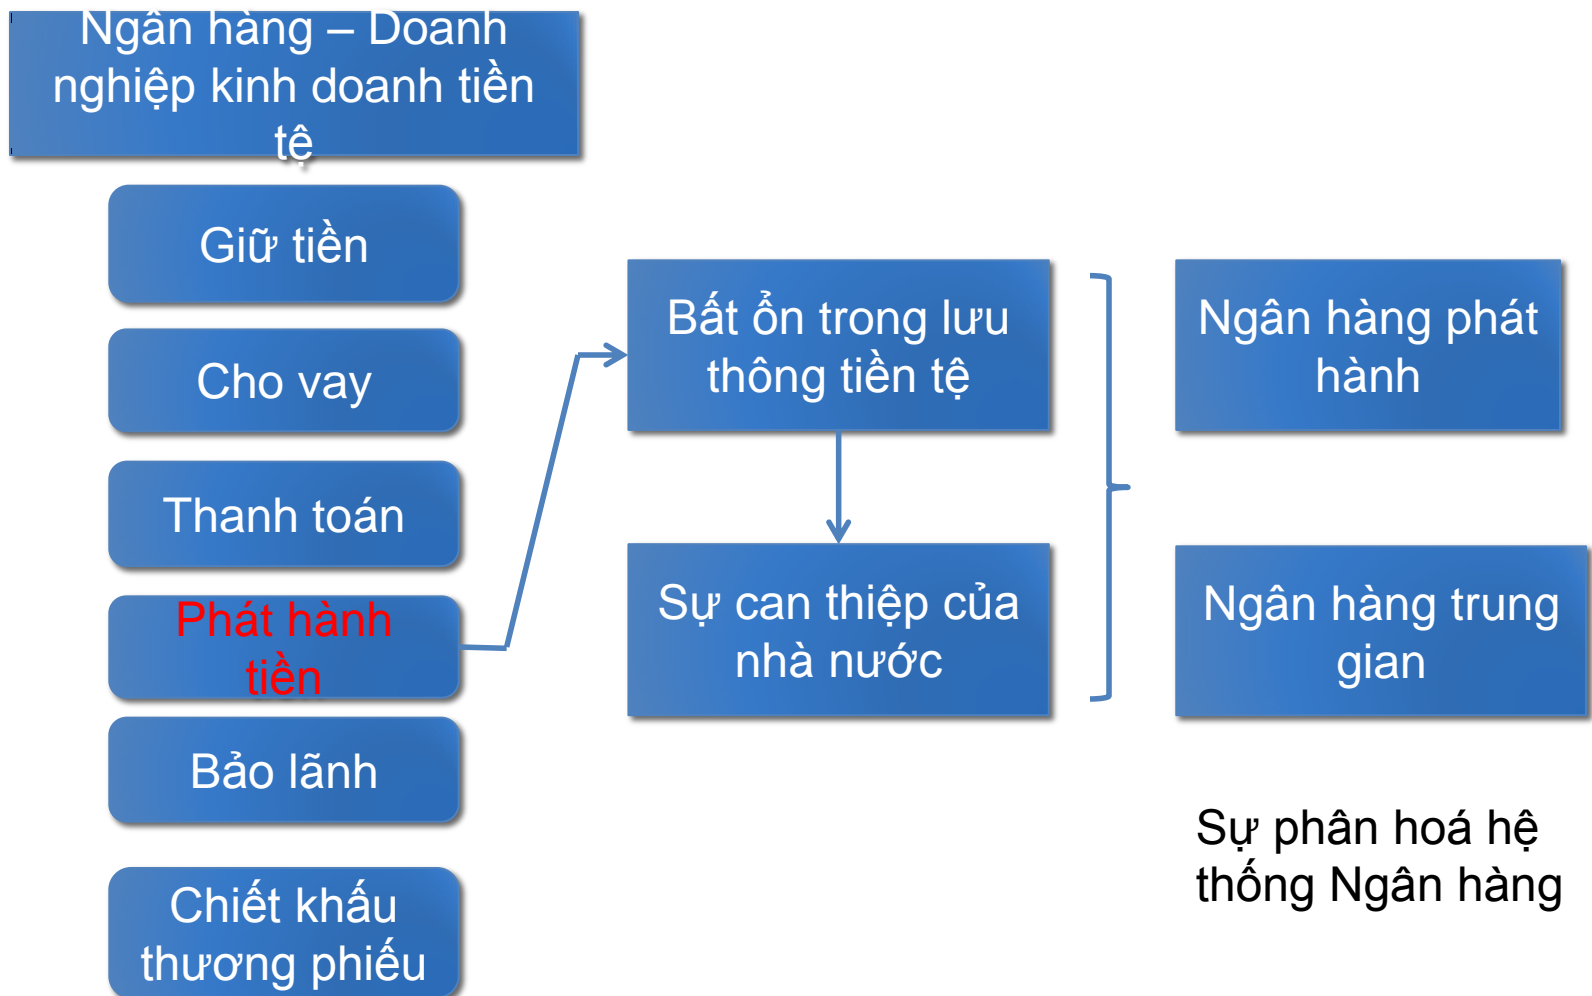 Ngân hàng – Doanh
nghiệp kinh doanh tiền
tệ
Giữ tiền
Cho vay
Thanh toán
Phát hành
tiền
Bảo lãnh
Chiết khấu
thương phiếu
Bất ổn trong lưu
thông tiền tệ
Sự can thiệp của
nhà nước
Ngân hàng phát
hành
Ngân hàng trung
gian
Sự phân hoá hệ
thống Ngân hàng